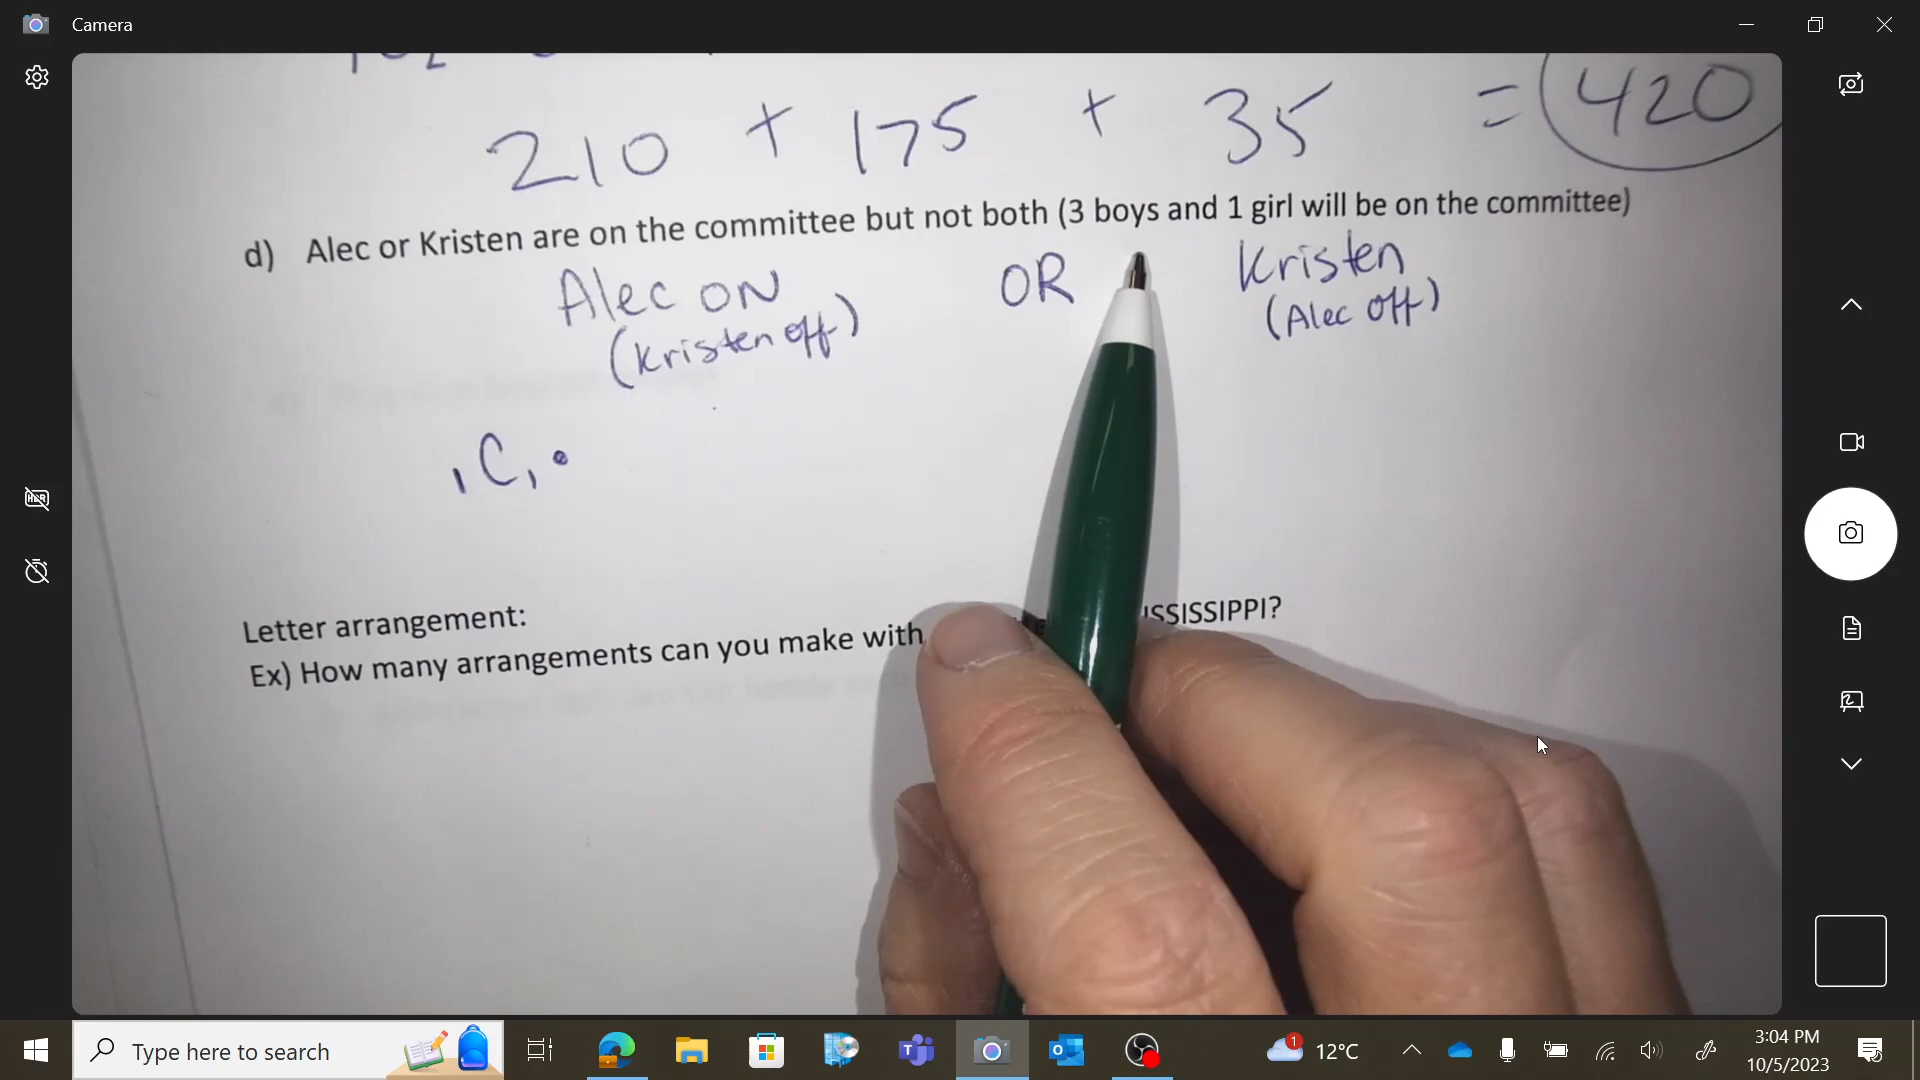 Camera
210 + 175 + 35 = 420
d) Alec or Kristen are on the committee but not both (3 boys and 1 girl will be on the committee)
Alec ON OR Kristen
(Kristen off) (Alec off)
1C1 •
Letter arrangement:
Ex) How many arrangements can you make with ISSISSIPPI?
Type here to search
1
12°C
3:04 PM
10/5/2023